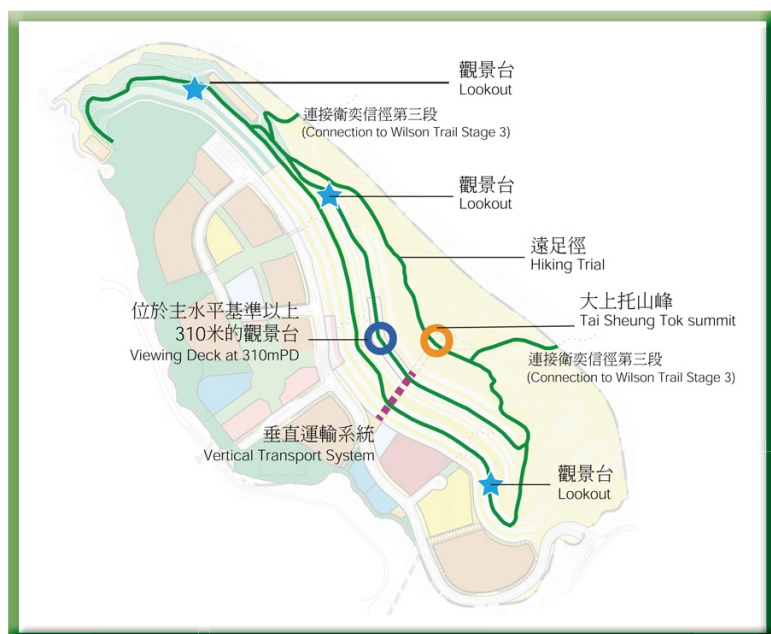 觀景台
Lookout
連接衛奕信徑第三段
(Connection to Wilson Trail Stage 3)
觀景台
Lookout
遠足徑
Hiking Trial
大上托山峰
Tai Sheung Tok summit
位於主水平基準以上
310米的觀景台
Viewing Deck at 310mPD
連接衛奕信徑第三段
(Connection to Wilson Trail Stage 3)
垂直運輸系統
Vertical Transport System
觀景台
Lookout